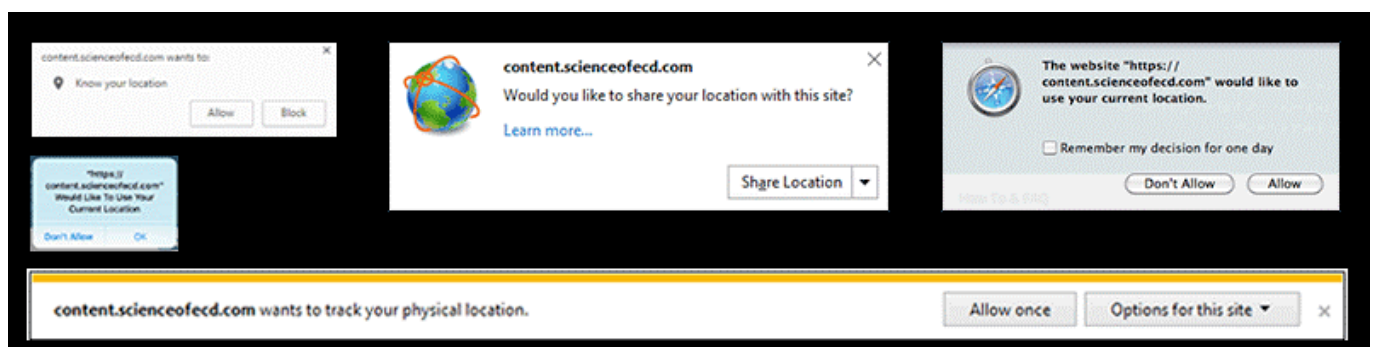 content.scienceofecd.com wants to:
Know your location
Allow Block
content.scienceofecd.com
Would you like to share your location with this site?
Learn more...
Share Location
The website "https://
content.scienceofecd.com" would like to
use your current location.
Remember my decision for one day
Don't Allow Allow
How To & FAQ
"https://
content.scienceofecd.com"
Would Like To Use Your
Current Location
Don't Allow OK
content.scienceofecd.com wants to track your physical location.
Allow once Options for this site